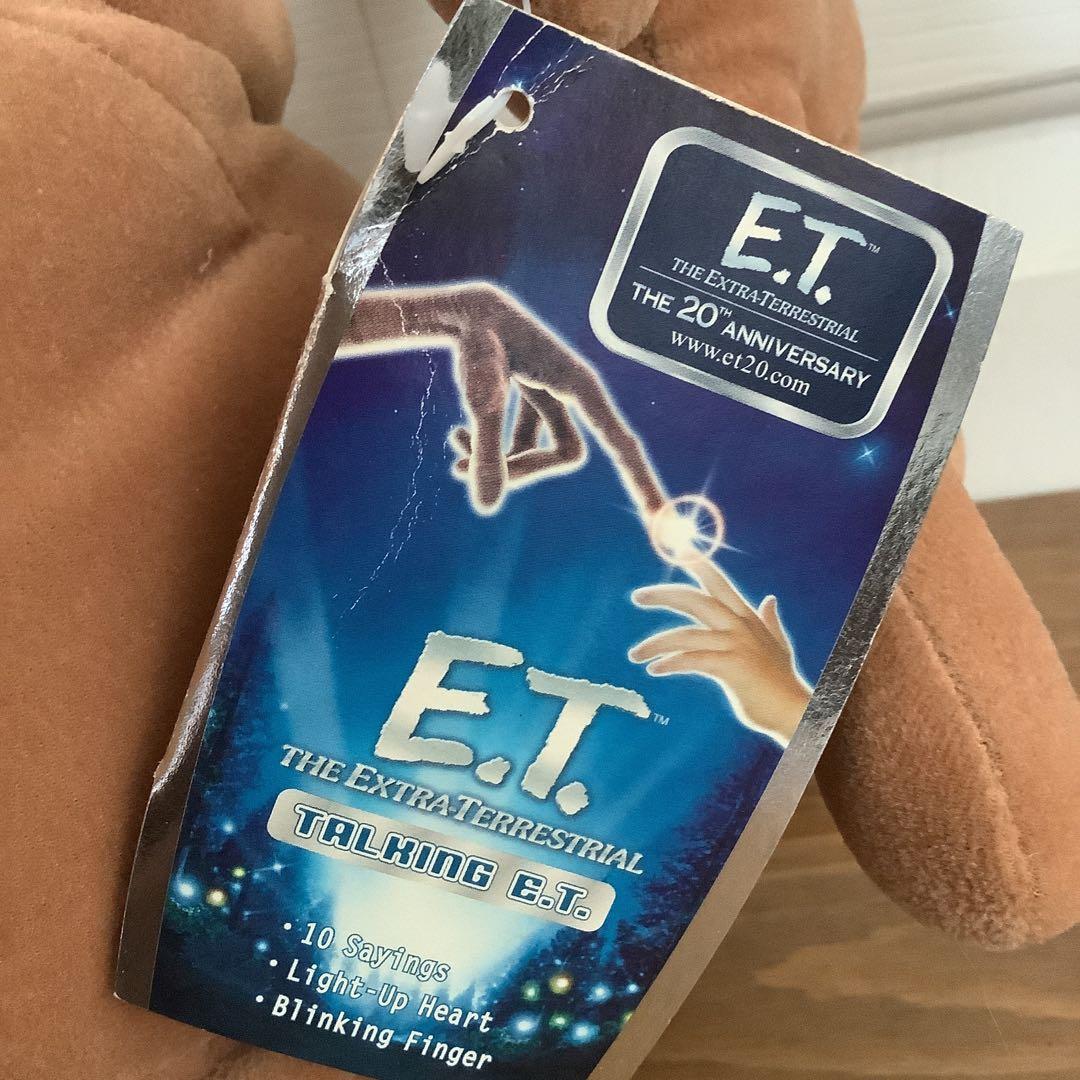 E.T.™
THE EXTRA-TERRESTRIAL
THE 20TH ANNIVERSARY
www.et20.com
E.T.™
THE EXTRA-TERRESTRIAL
TALKING E.T.
• 10 Sayings
• Light-Up Heart
• Blinking Finger